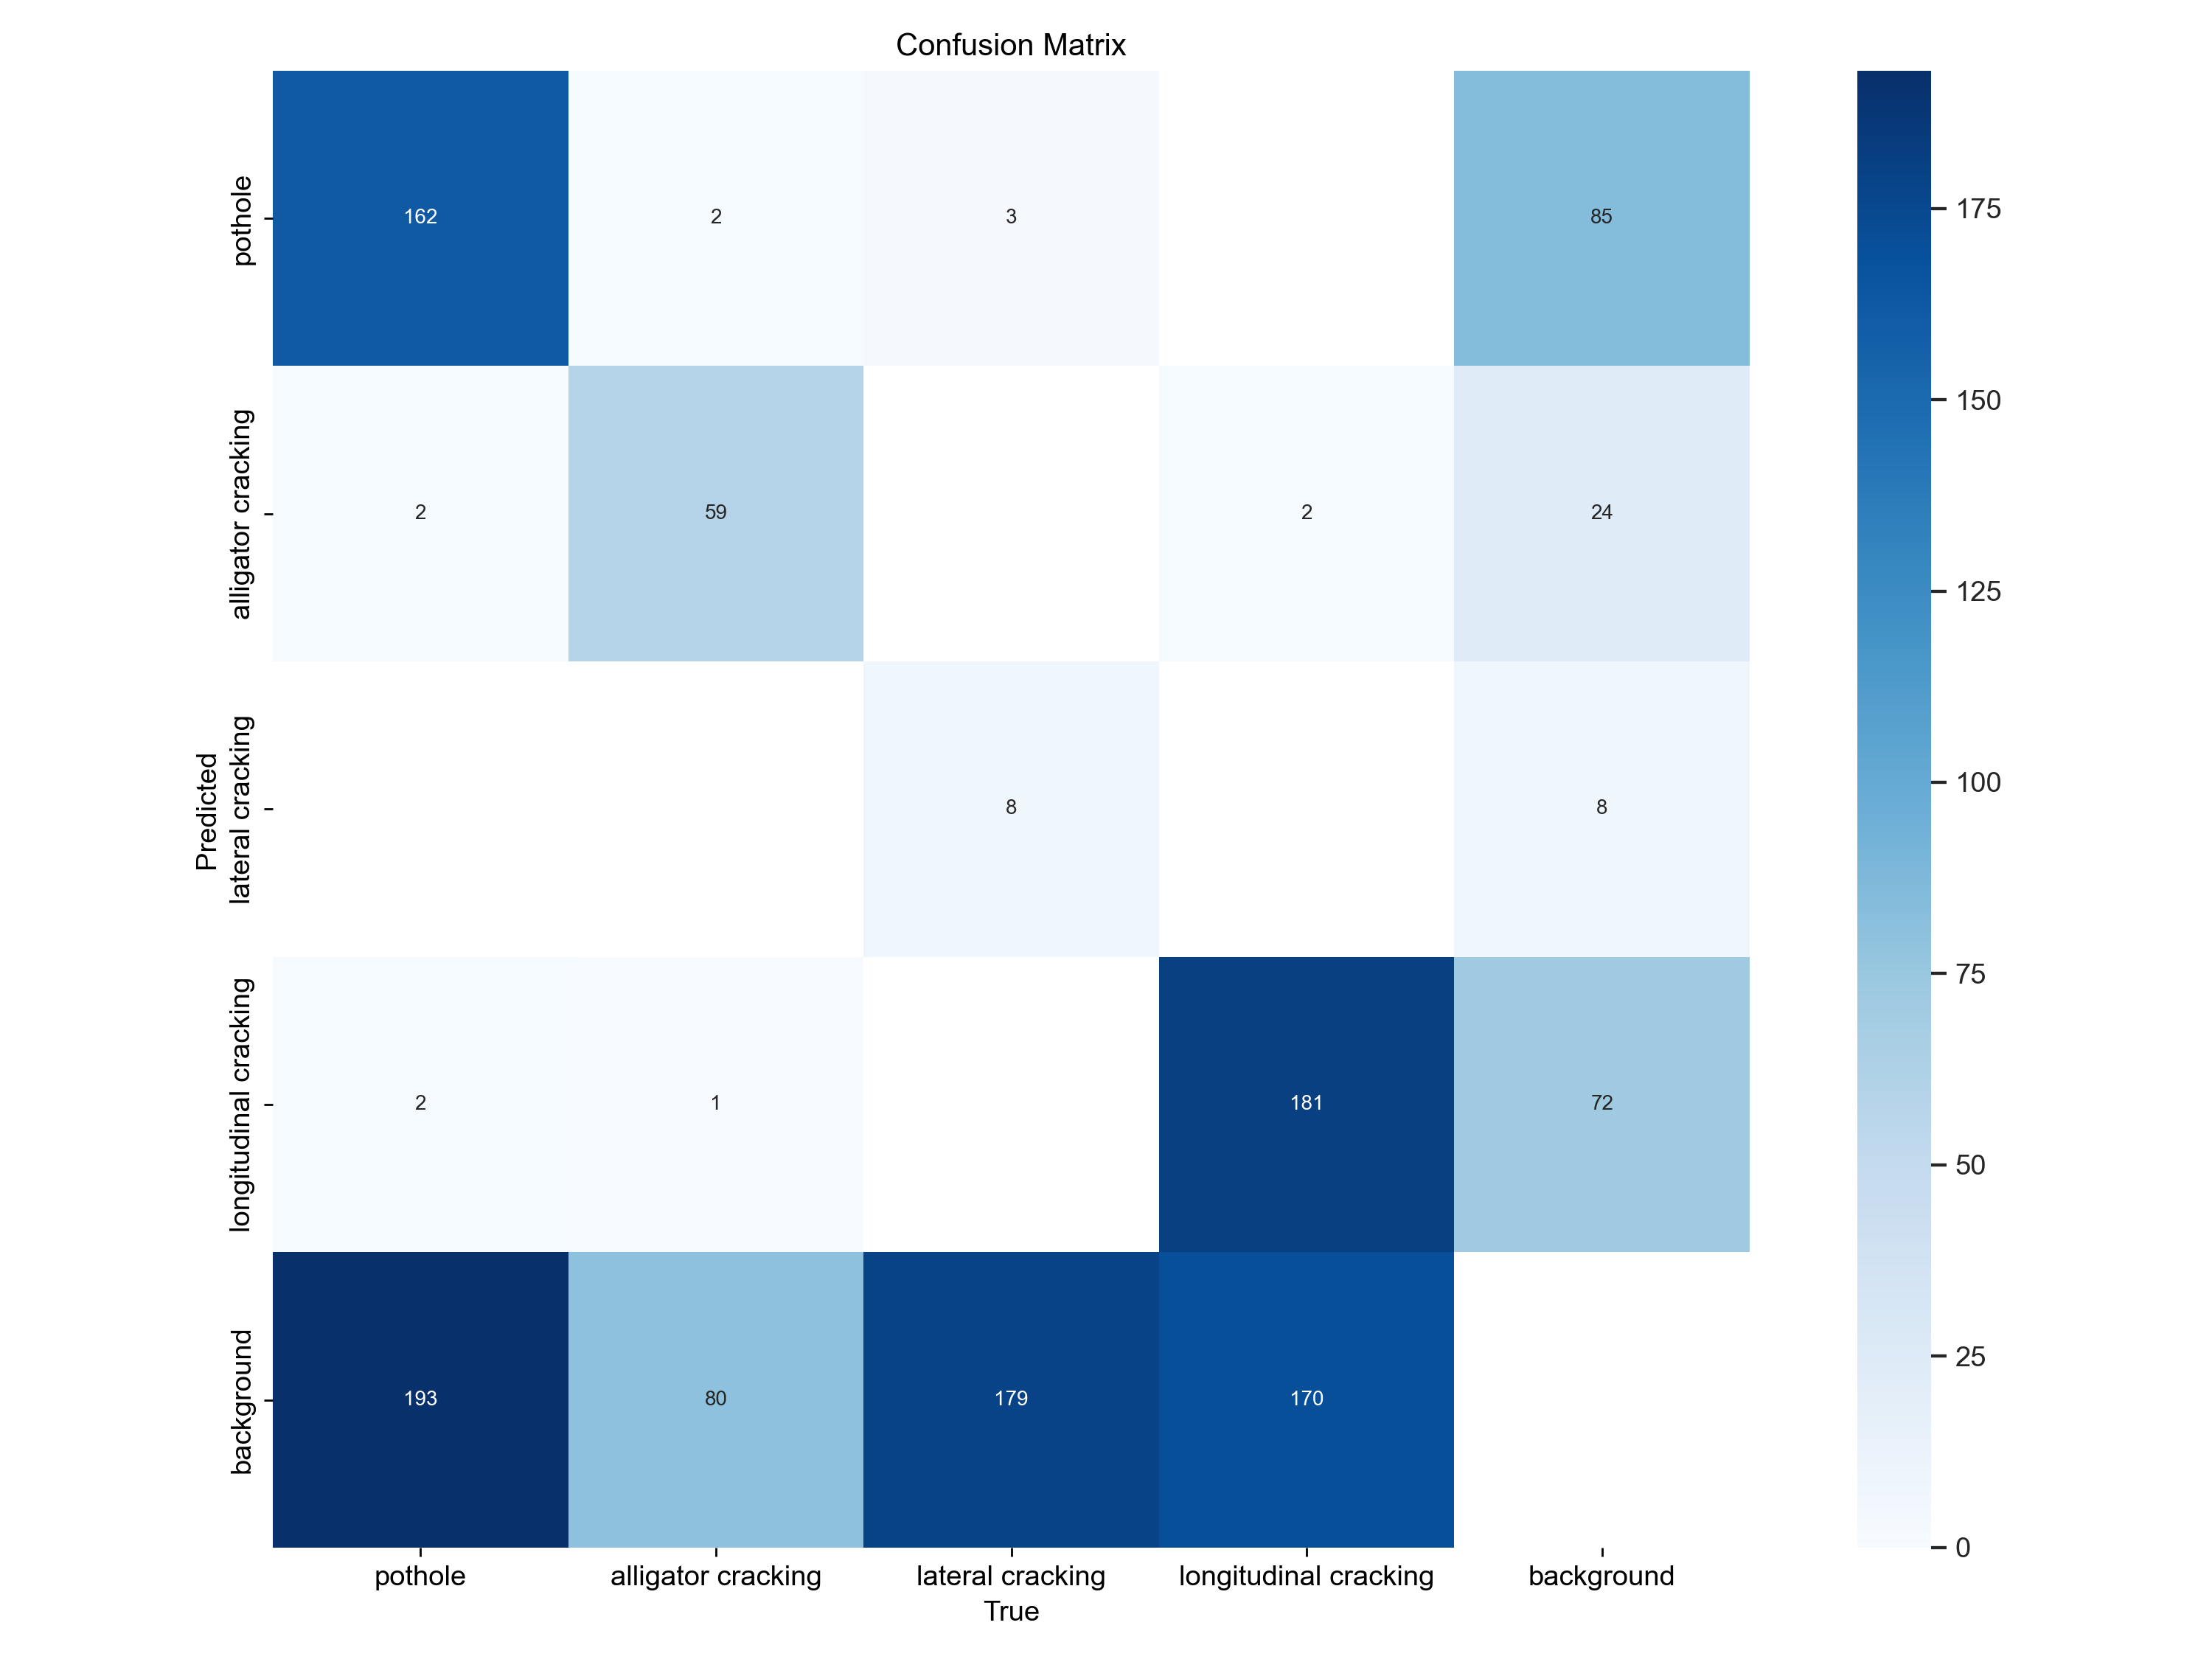 Confusion Matrix
pothole
162
2
3
85
alligator cracking
2
59
2
24
lateral cracking
8
8
longitudinal cracking
2
1
181
72
background
193
80
179
170
Predicted
pothole
alligator cracking
lateral cracking
longitudinal cracking
background
True
175
150
125
100
75
50
25
0